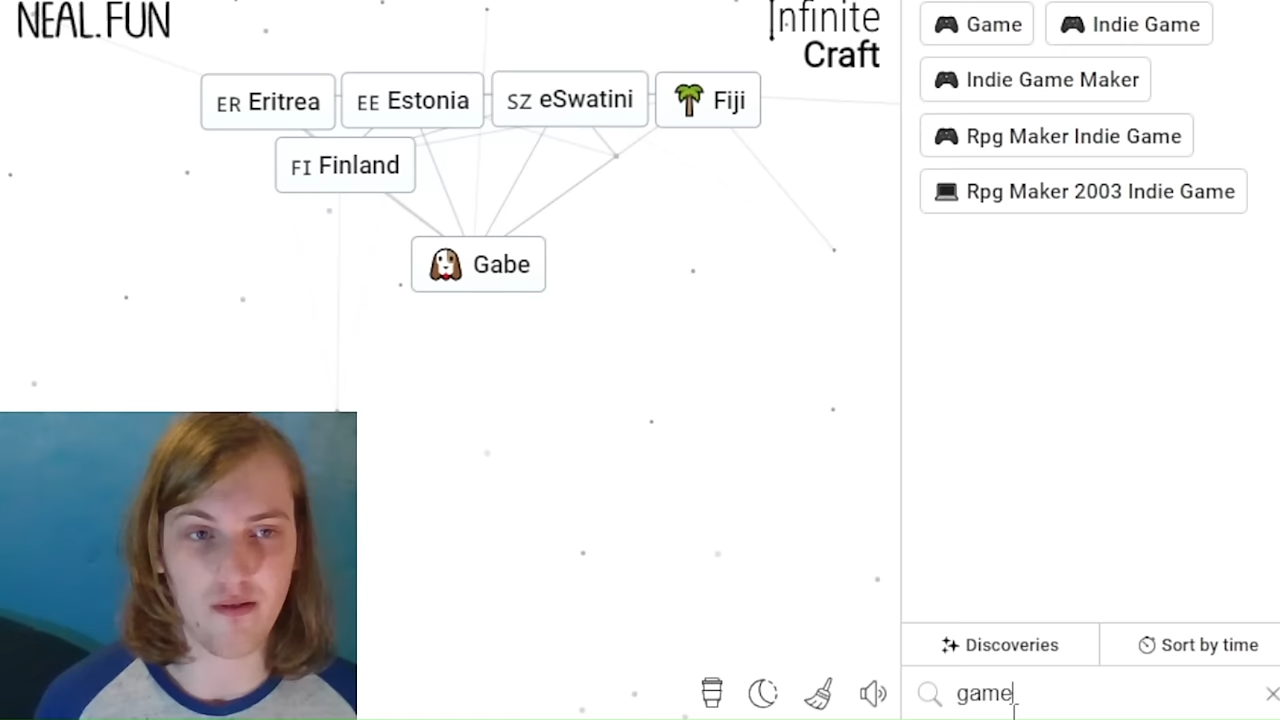 NEAL.FUN
Infinite
Craft
ER Eritrea
EE Estonia
SZ eSwatini
Fiji
FI Finland
Gabe
Game
Indie Game
Indie Game Maker
Rpg Maker Indie Game
Rpg Maker 2003 Indie Game
Discoveries
Sort by time
game